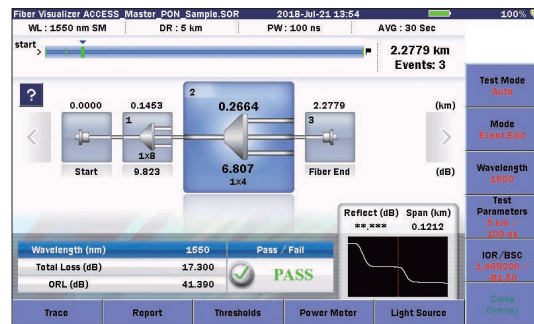 Fiber Visualizer ACCESS_Master_PON_Sample.SOR 2018-Jul-21 13:54 100%
WL : 1550 nm SM DR : 5 km PW : 100 ns AVG : 30 Sec
start
2.2779 km
Events: 3
Test Mode
Auto
?
2
0.0000 0.1453 0.2664 2.2779 (km)
1 3
Mode
Event Edit
1x8
Start 9.823 6.807 Fiber End (dB)
1x4
Wavelength
1550
Test
Parameters
5 km /
100 ns
Reflect (dB) Span (km)
**.*** 0.1212
Wavelength (nm) 1550 Pass / Fail
Total Loss (dB) 17.300 PASS
ORL (dB) 41.390
IOR/BSC
1.468200 /
-81.50
Swap
Overlay
Trace Report Thresholds Power Meter Light Source